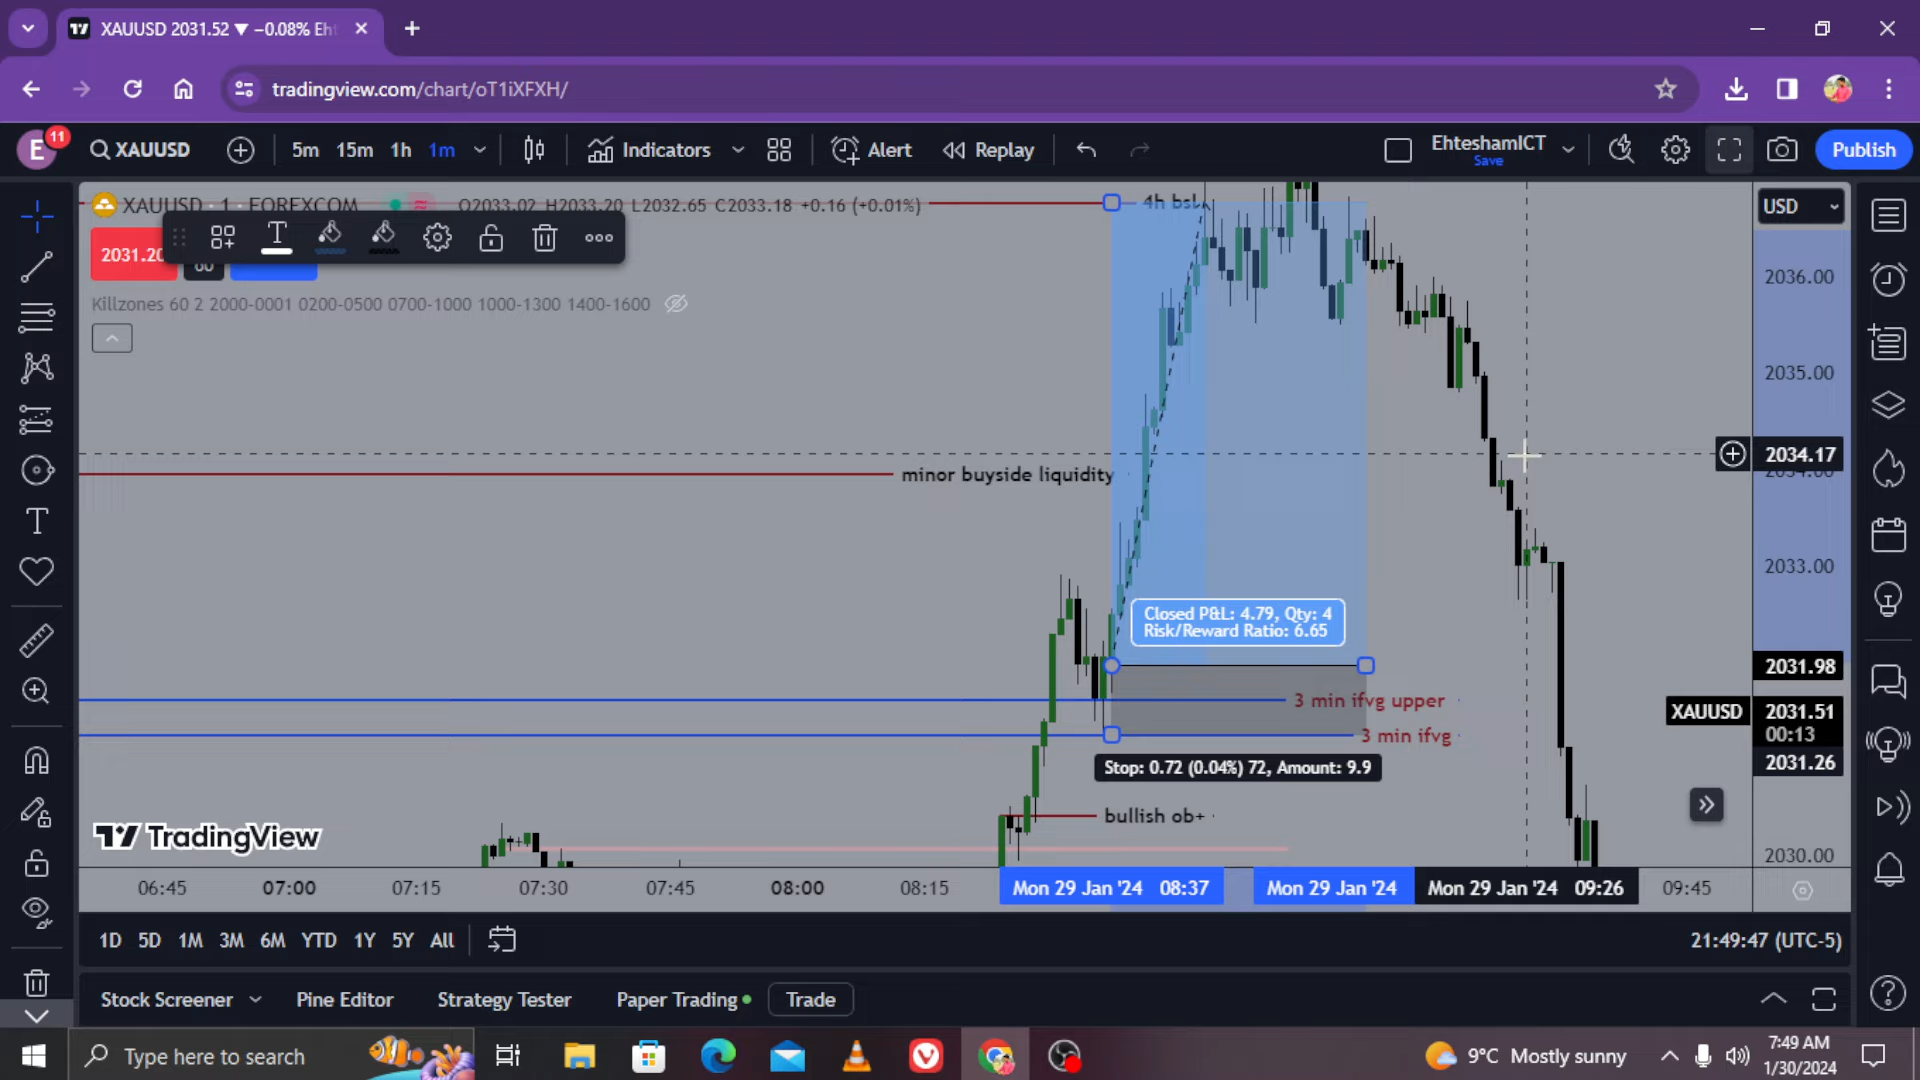 XAUUSD 2031.52 ▼ −0.08% Eht
tradingview.com/chart/oT1iXFXH/
E
11
XAUUSD
5m 15m 1h 1m
Indicators
Alert
Replay
EhteshamICT
Save
Publish
XAUUSD · 1 · FOREXCOM
O2033.02 H2033.20 L2032.65 C2033.18 +0.16 (+0.01%)
4h bsl
USD
2031.20
60
2036.00
Killzones 60 2 2000-0001 0200-0500 0700-1000 1000-1300 1400-1600
2035.00
2034.17
2034.00
minor buyside liquidity
2033.00
Closed P&L: 4.79, Qty: 4
Risk/Reward Ratio: 6.65
2031.98
3 min ifvg upper
XAUUSD
2031.51
00:13
3 min ifvg
2031.26
Stop: 0.72 (0.04%) 72, Amount: 9.9
bullish ob+
TradingView
2030.00
06:45 07:00 07:15 07:30 07:45 08:00 08:15 Mon 29 Jan '24 08:37 Mon 29 Jan '24 Mon 29 Jan '24 09:26 09:45
1D 5D 1M 3M 6M YTD 1Y 5Y All
21:49:47 (UTC-5)
Stock Screener Pine Editor Strategy Tester Paper Trading Trade
Type here to search
9°C Mostly sunny
7:49 AM
1/30/2024